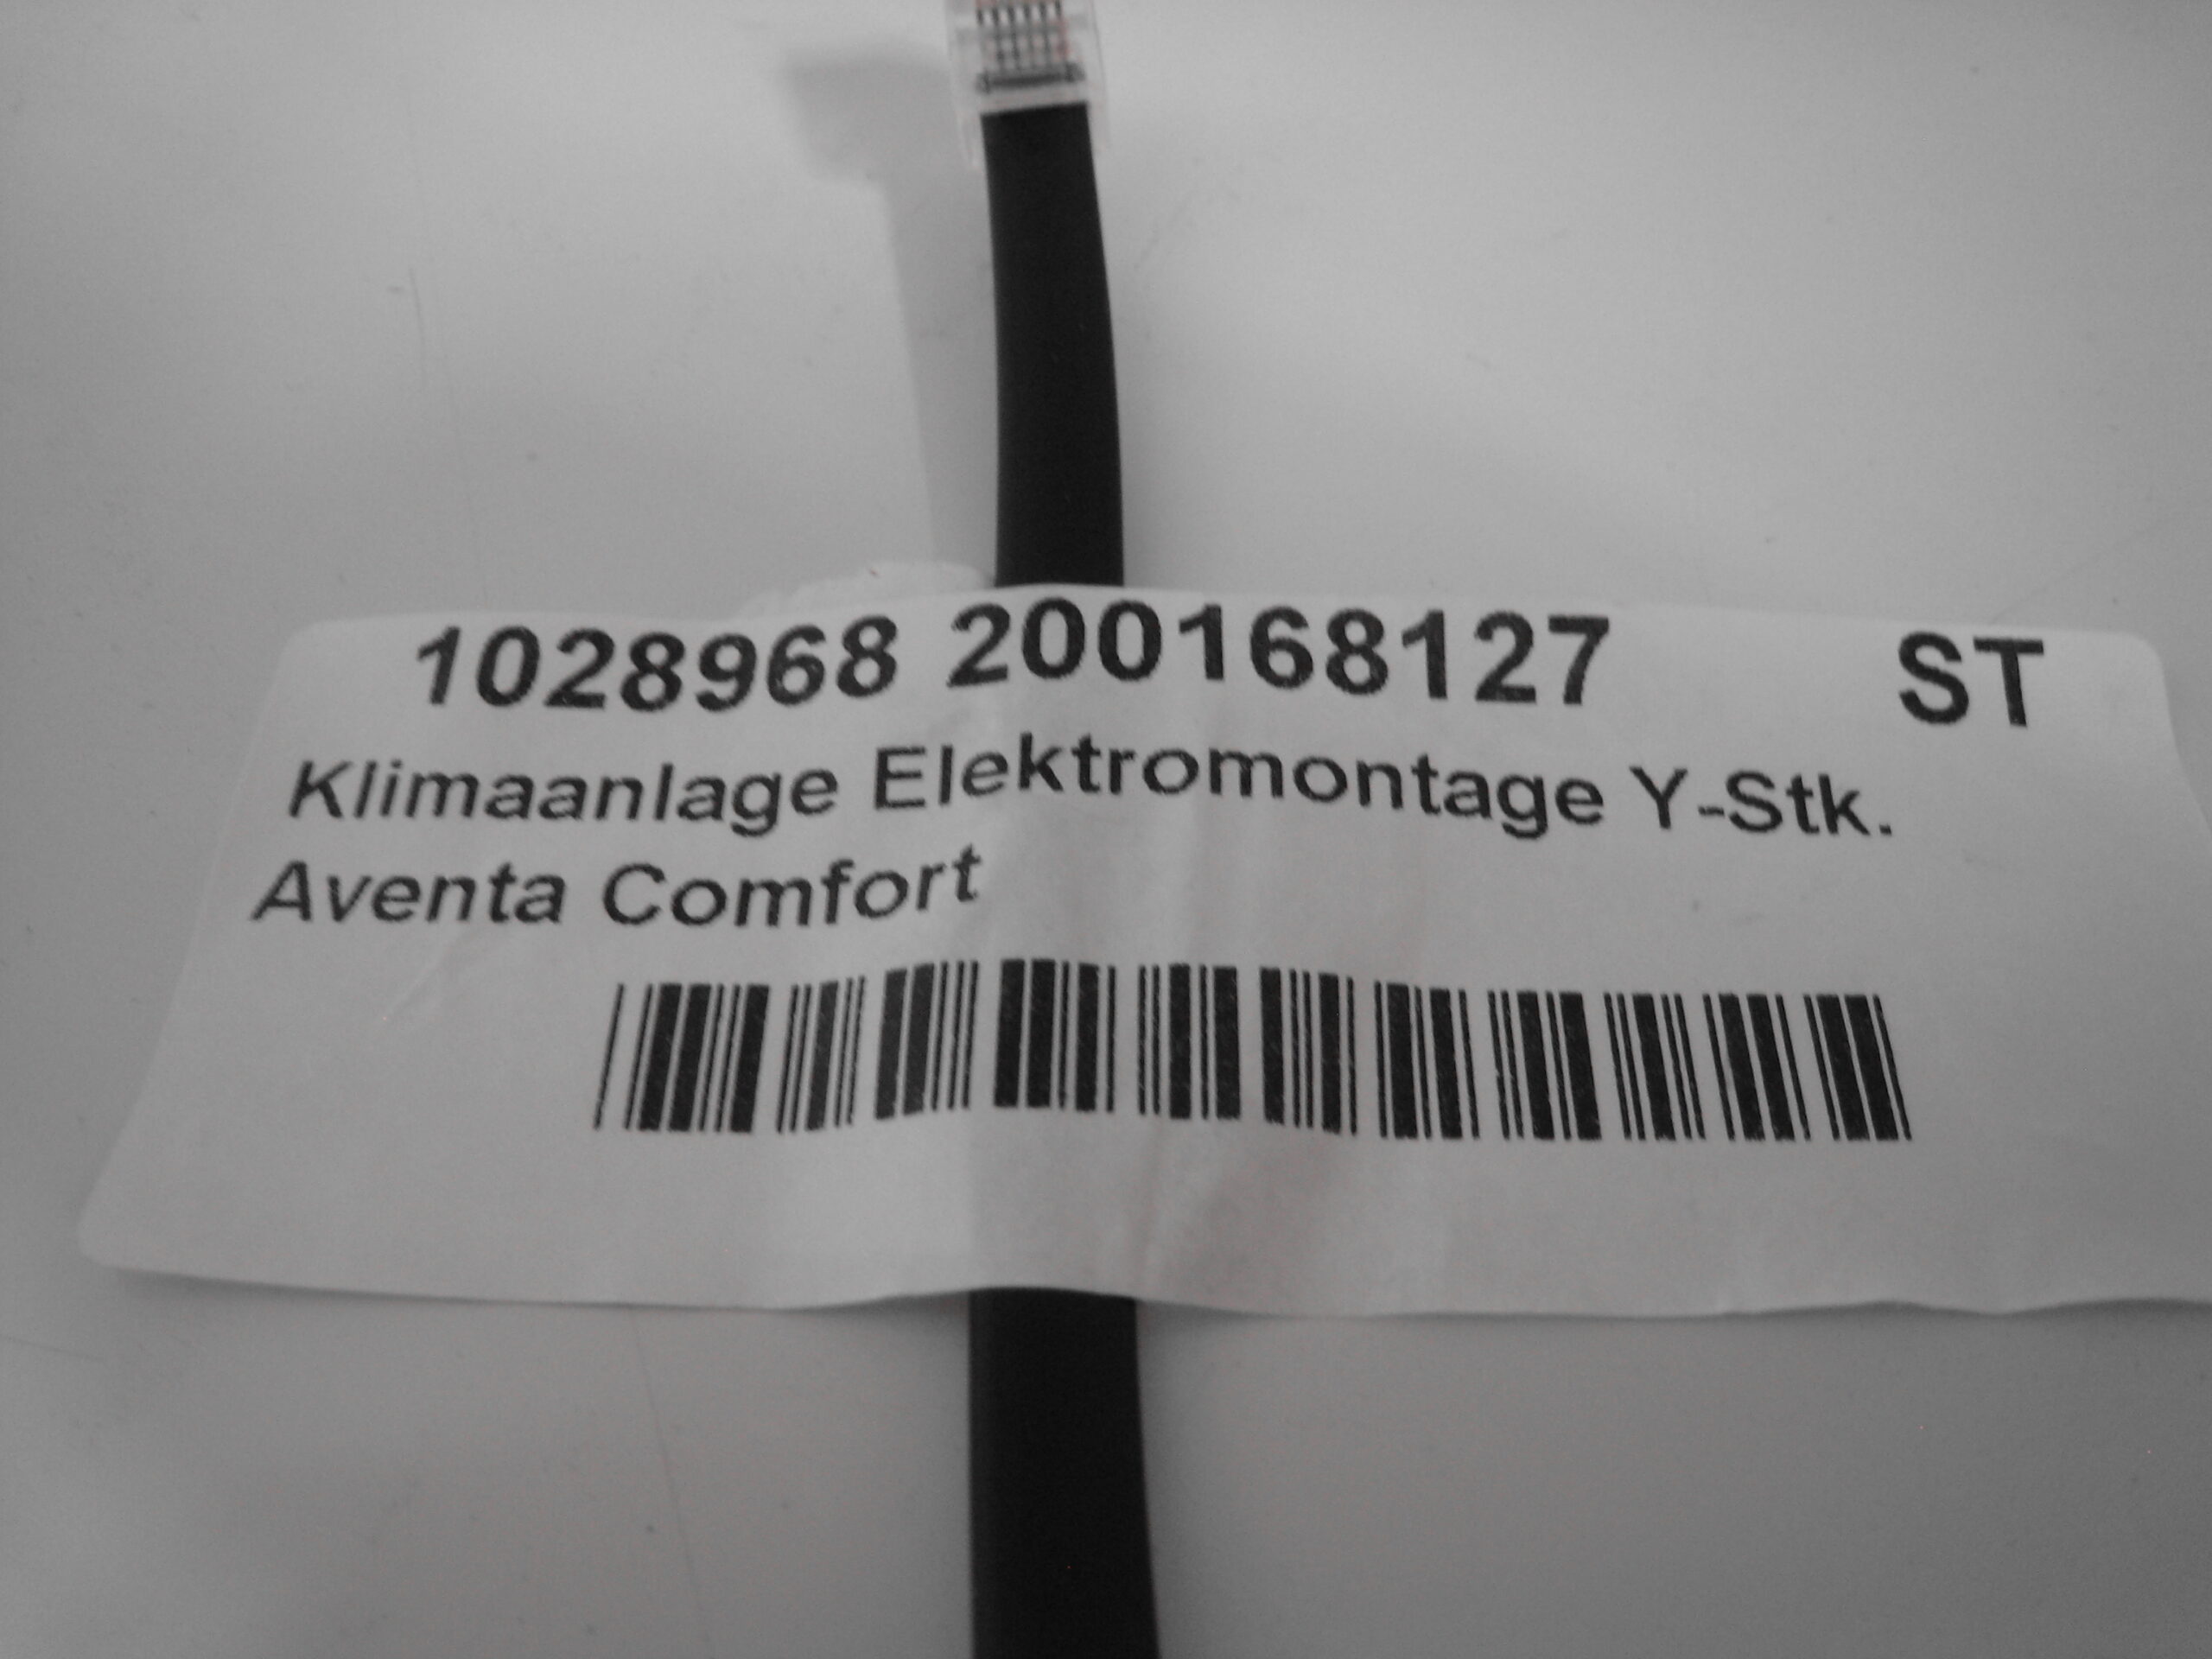 1028968 200168127 ST
Klimaanlage Elektromontage Y-Stk.
Aventa Comfort